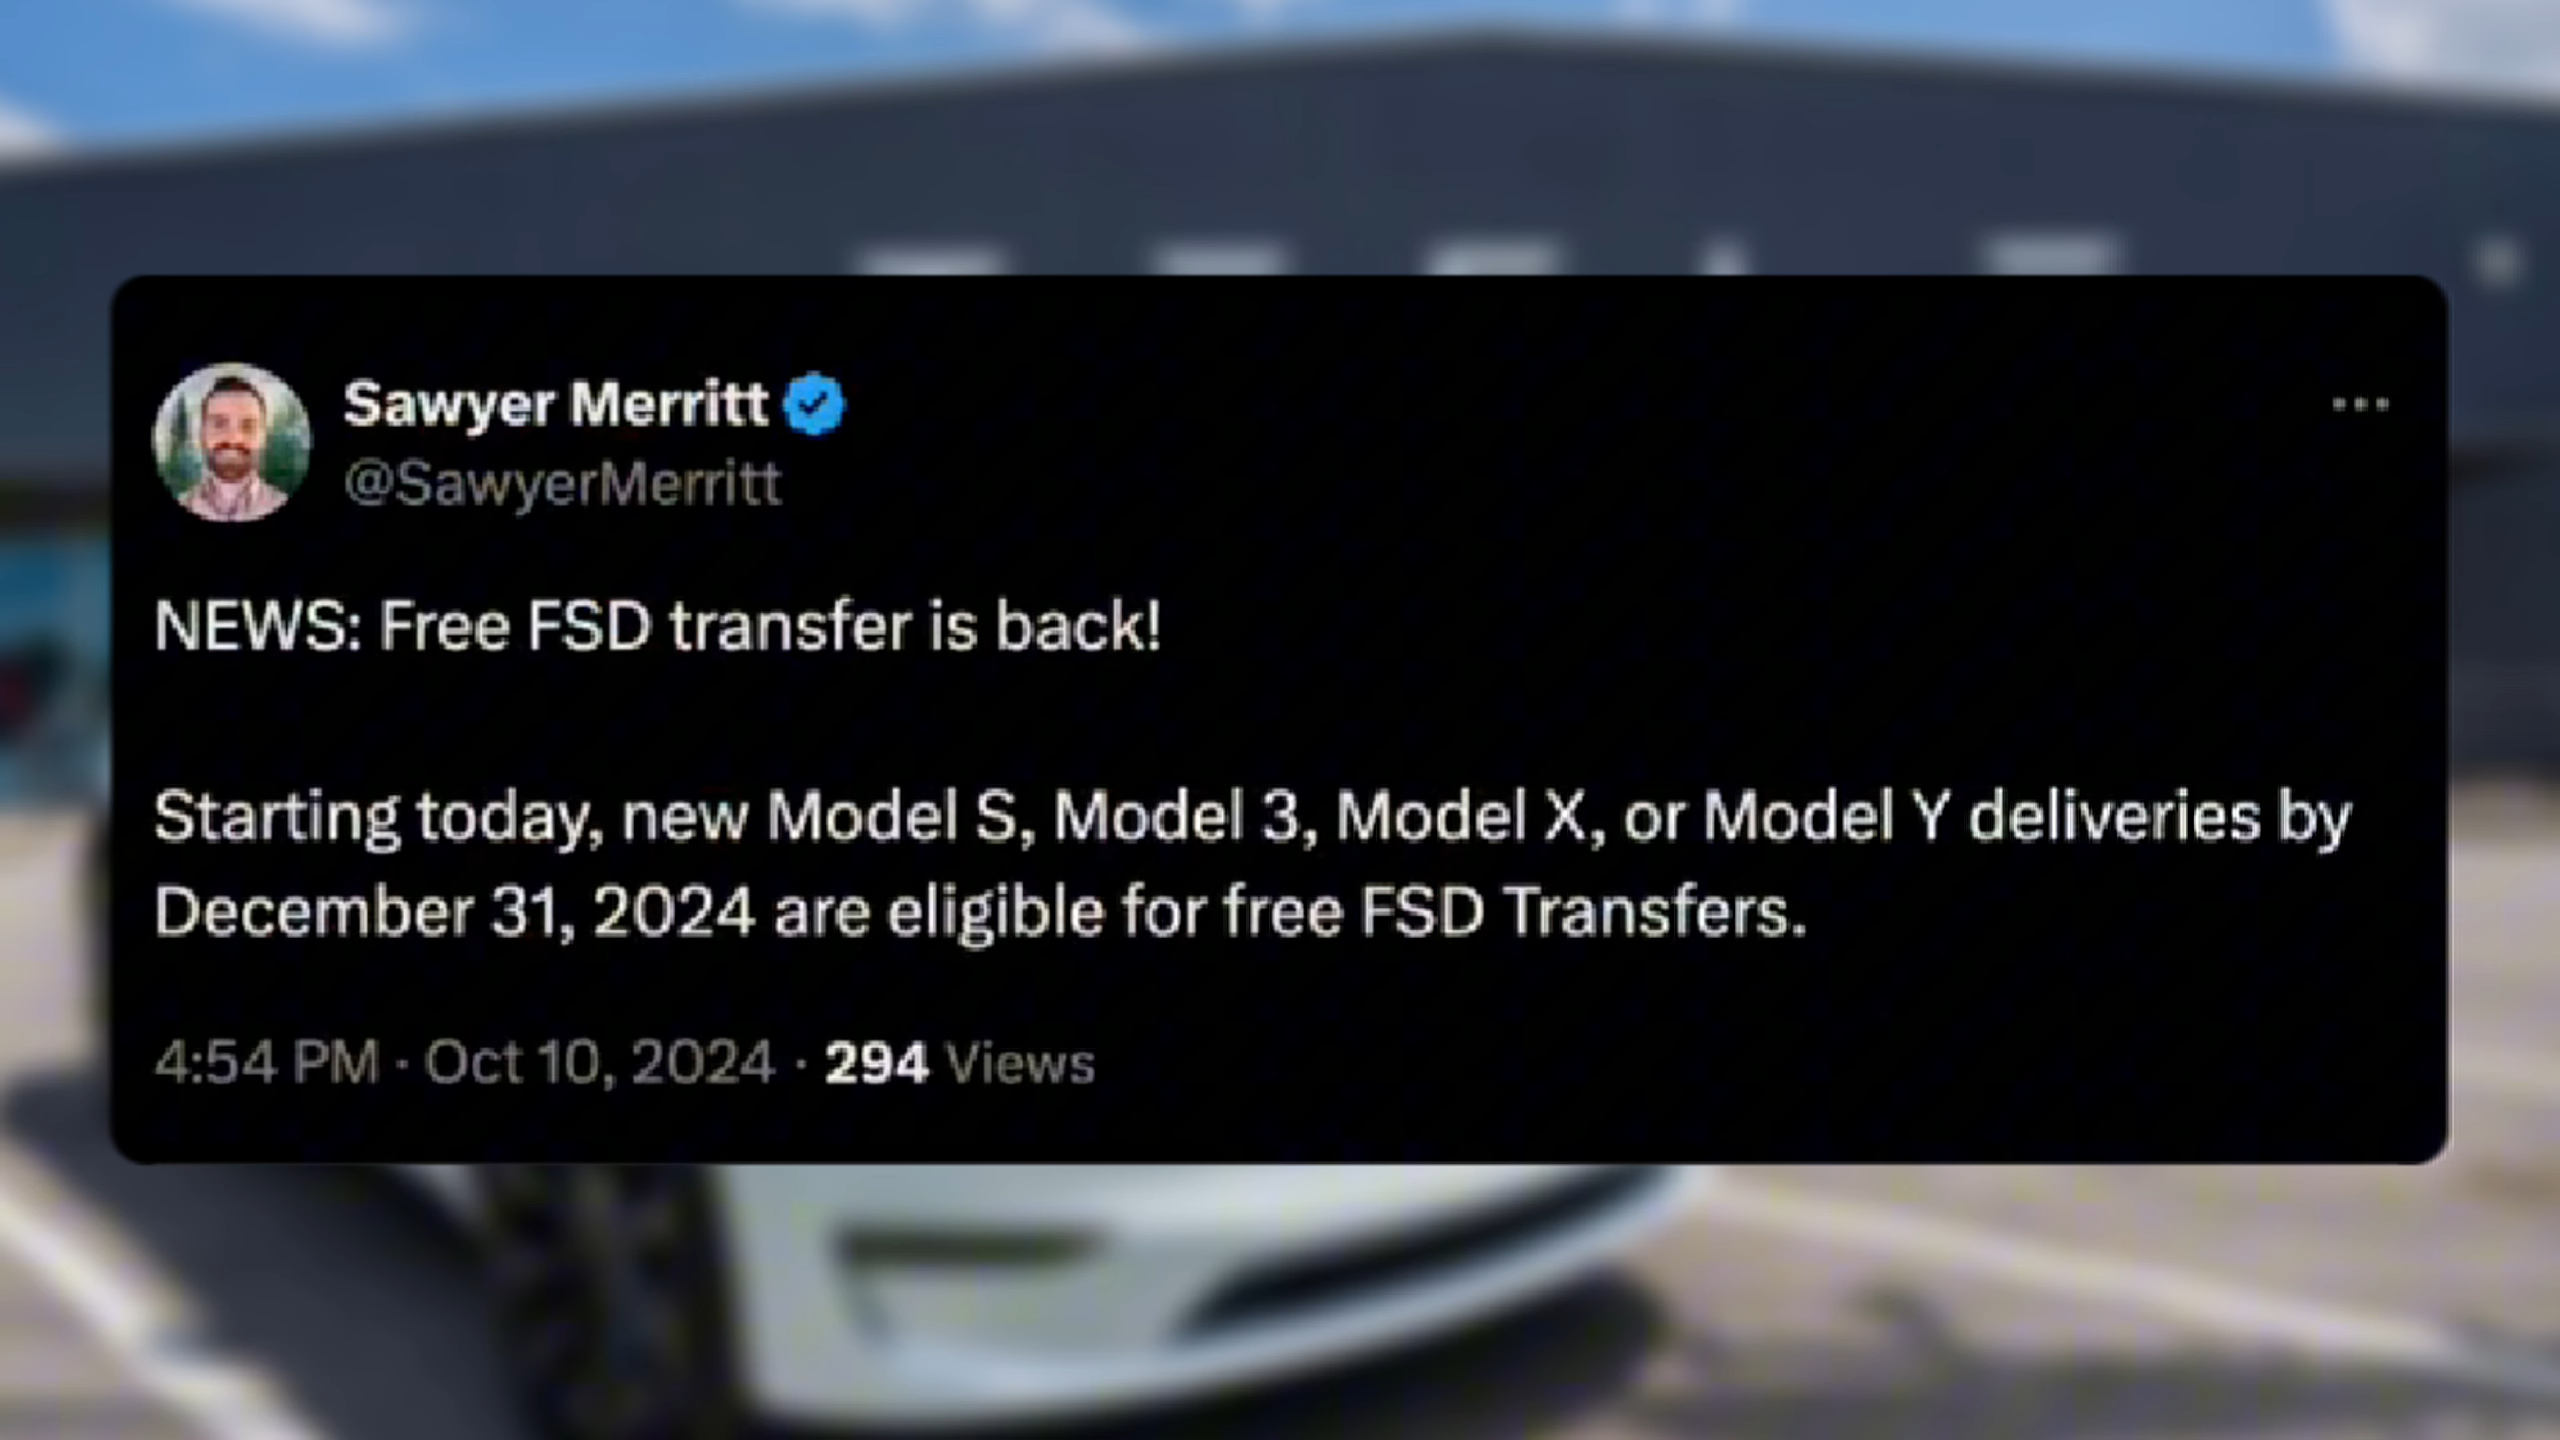 Sawyer Merritt
@SawyerMerritt
NEWS: Free FSD transfer is back!
Starting today, new Model S, Model 3, Model X, or Model Y deliveries by
December 31, 2024 are eligible for free FSD Transfers.
4:54 PM · Oct 10, 2024 · 294 Views